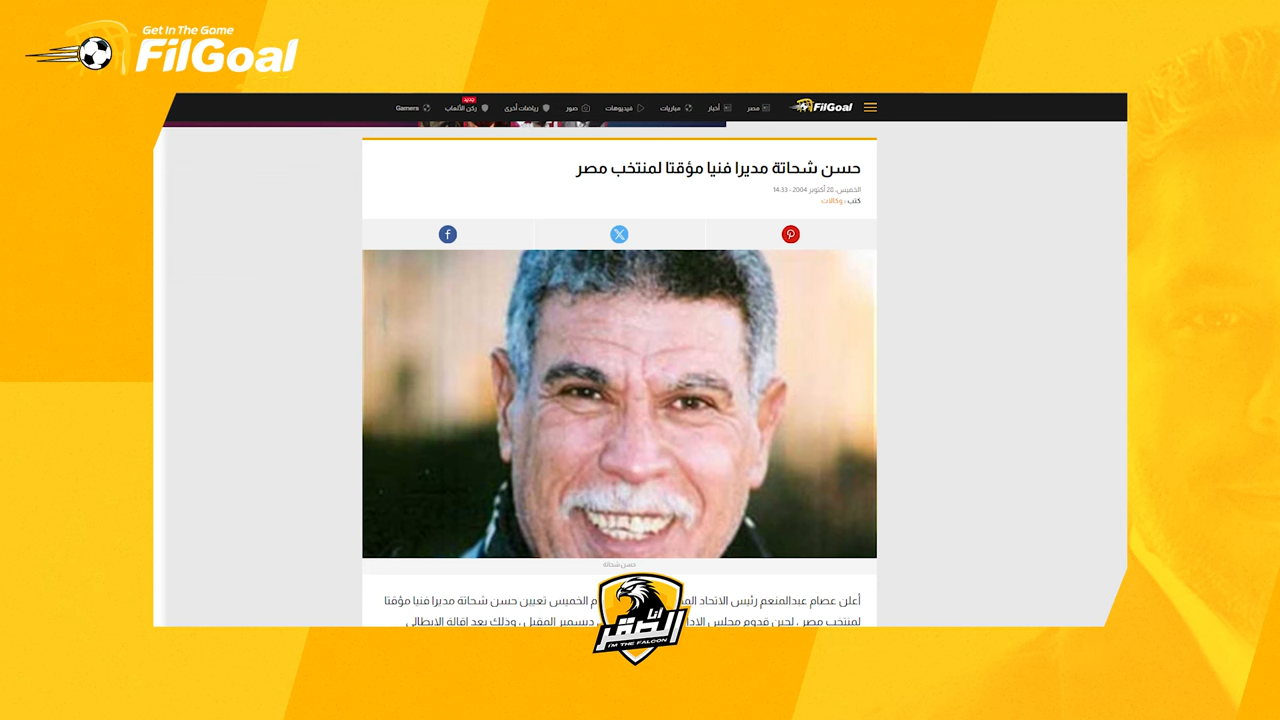 Get In The Game
FilGoal
FilGoal
مصر
أخبار
مباريات
فيديوهات
صور
رياضات أخرى
ركن الألعاب
جديد
Gamers
حسن شحاتة مديرا فنيا مؤقتا لمنتخب مصر
الخميس، 28 أكتوبر 2004 - 14:33
كتب : وكالات
حسن شحاتة
أعلن عصام عبدالمنعم رئيس الاتحاد الخميس تعيين حسن شحاتة مديرا فنيا مؤقتا
لمنتخب مصر ، لحين قدوم مجلس ديسمبر المقبل ، وذلك بعد إقالة الإيطالي
أنا
الصقر
I'M THE FALCON